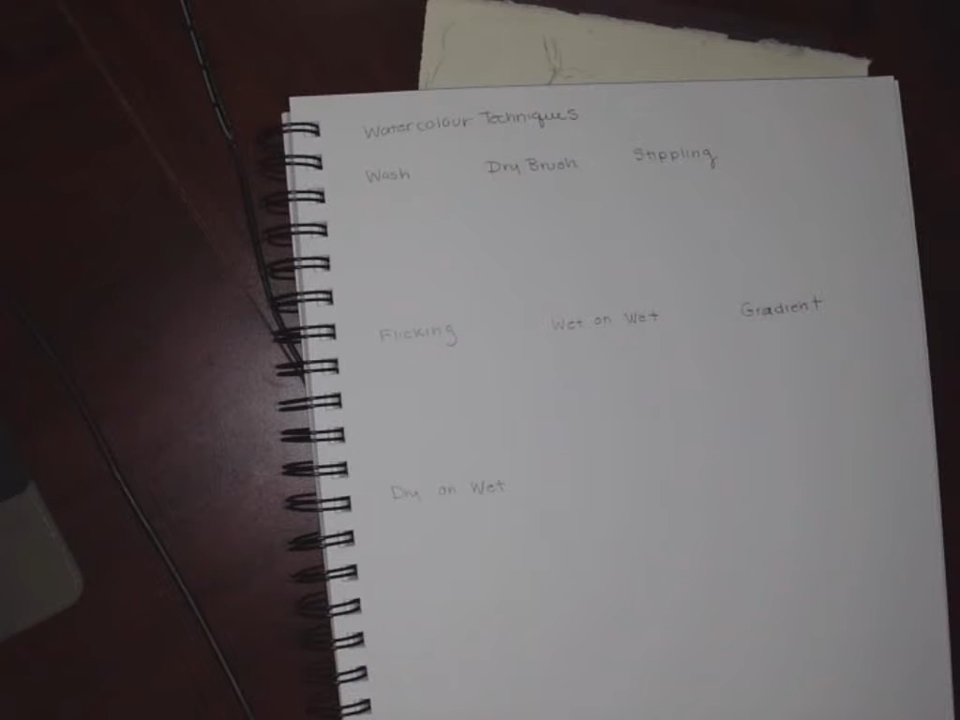 Watercolour Techniques
Wash Dry Brush Stippling
Flicking Wet on Wet Gradient
Dry on Wet